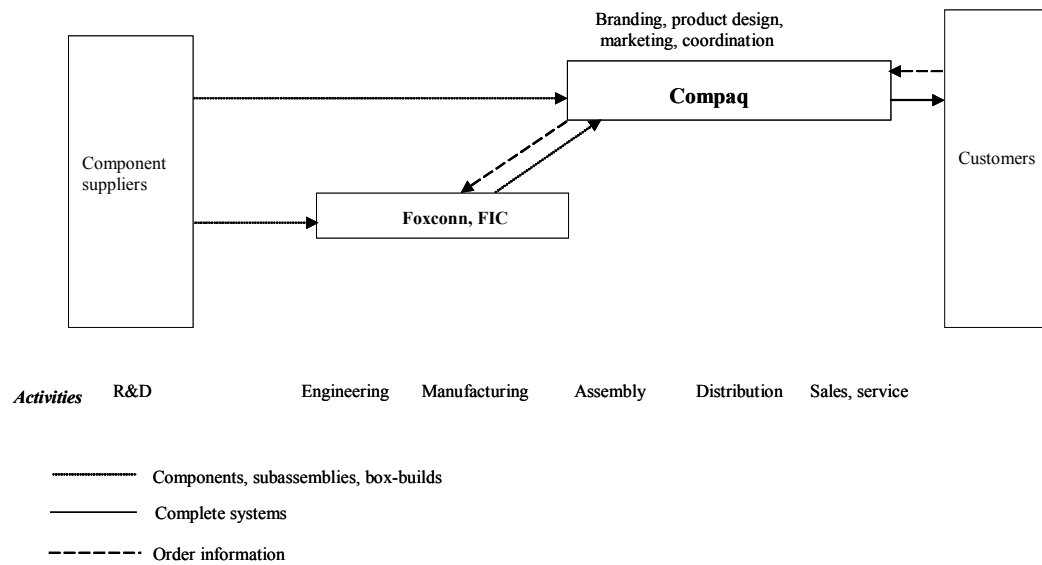 Branding, product design,
marketing, coordination
Compaq
Component
suppliers
Customers
Foxconn, FIC
Activities R&D Engineering Manufacturing Assembly Distribution Sales, service
Components, subassemblies, box-builds
Complete systems
Order information